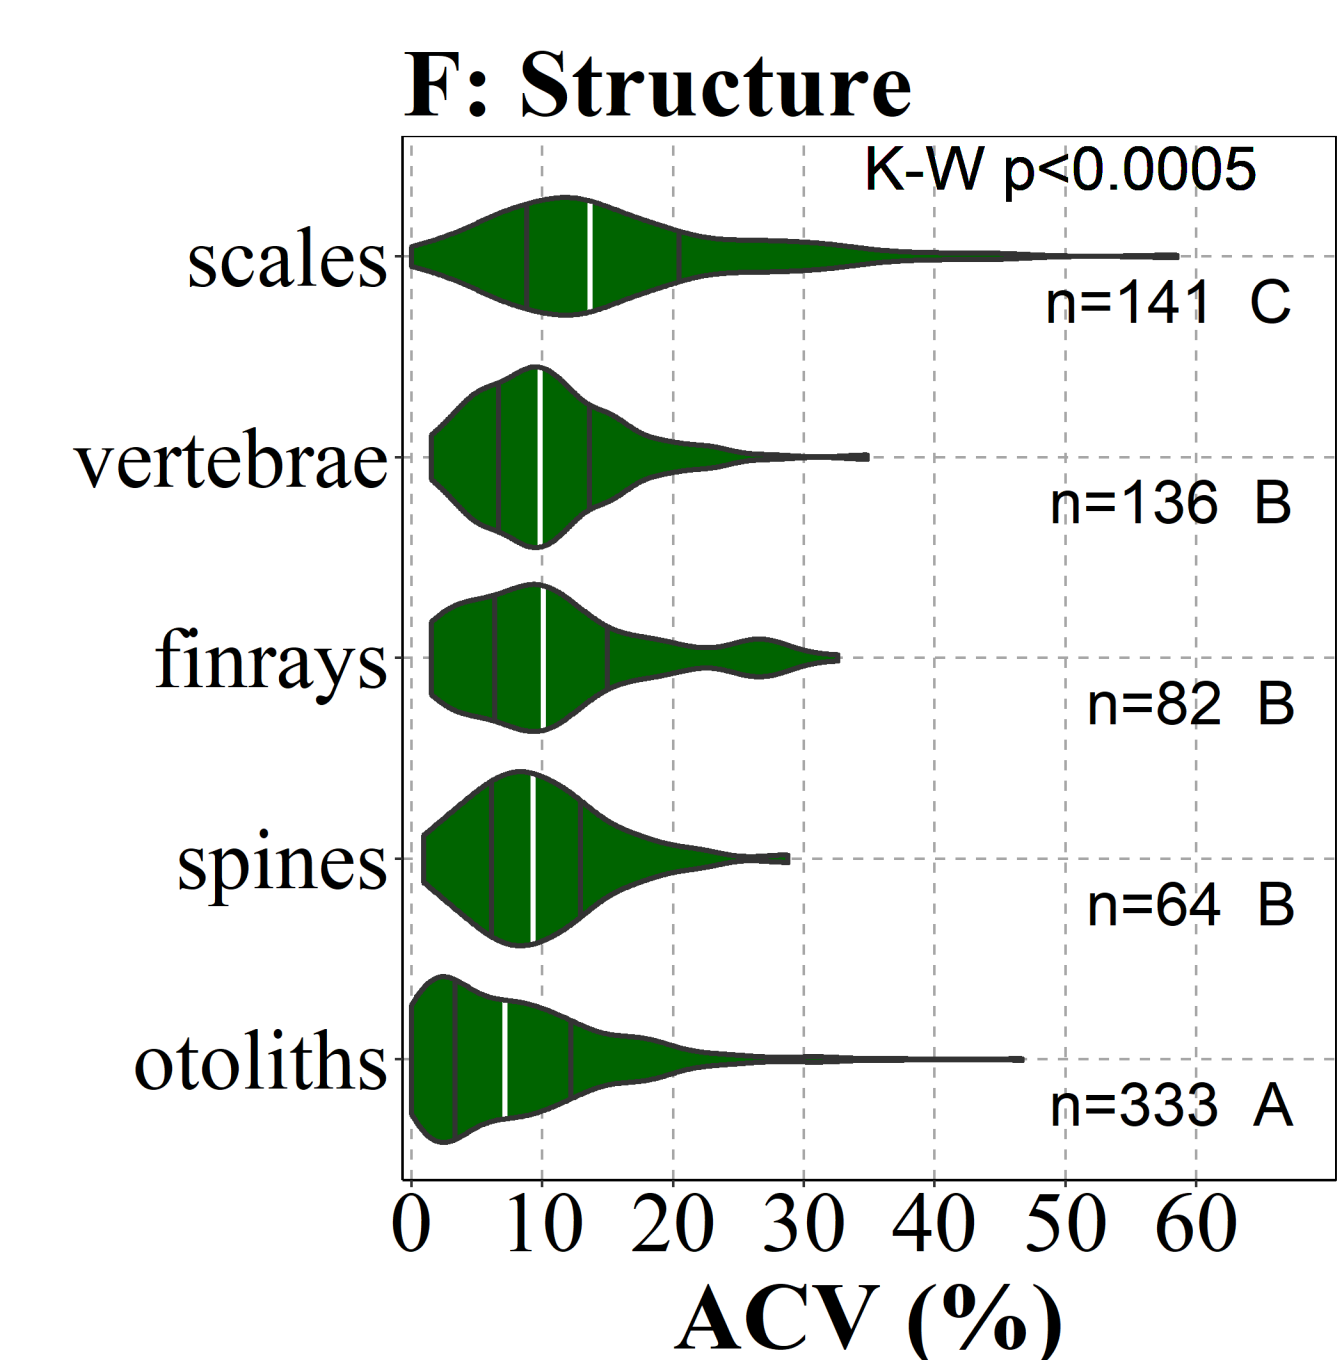 F: Structure
K-W p<0.0005
scales
n=141 C
vertebrae
n=136 B
finrays
n=82 B
spines
n=64 B
otoliths
n=333 A
0 10 20 30 40 50 60
ACV (%)